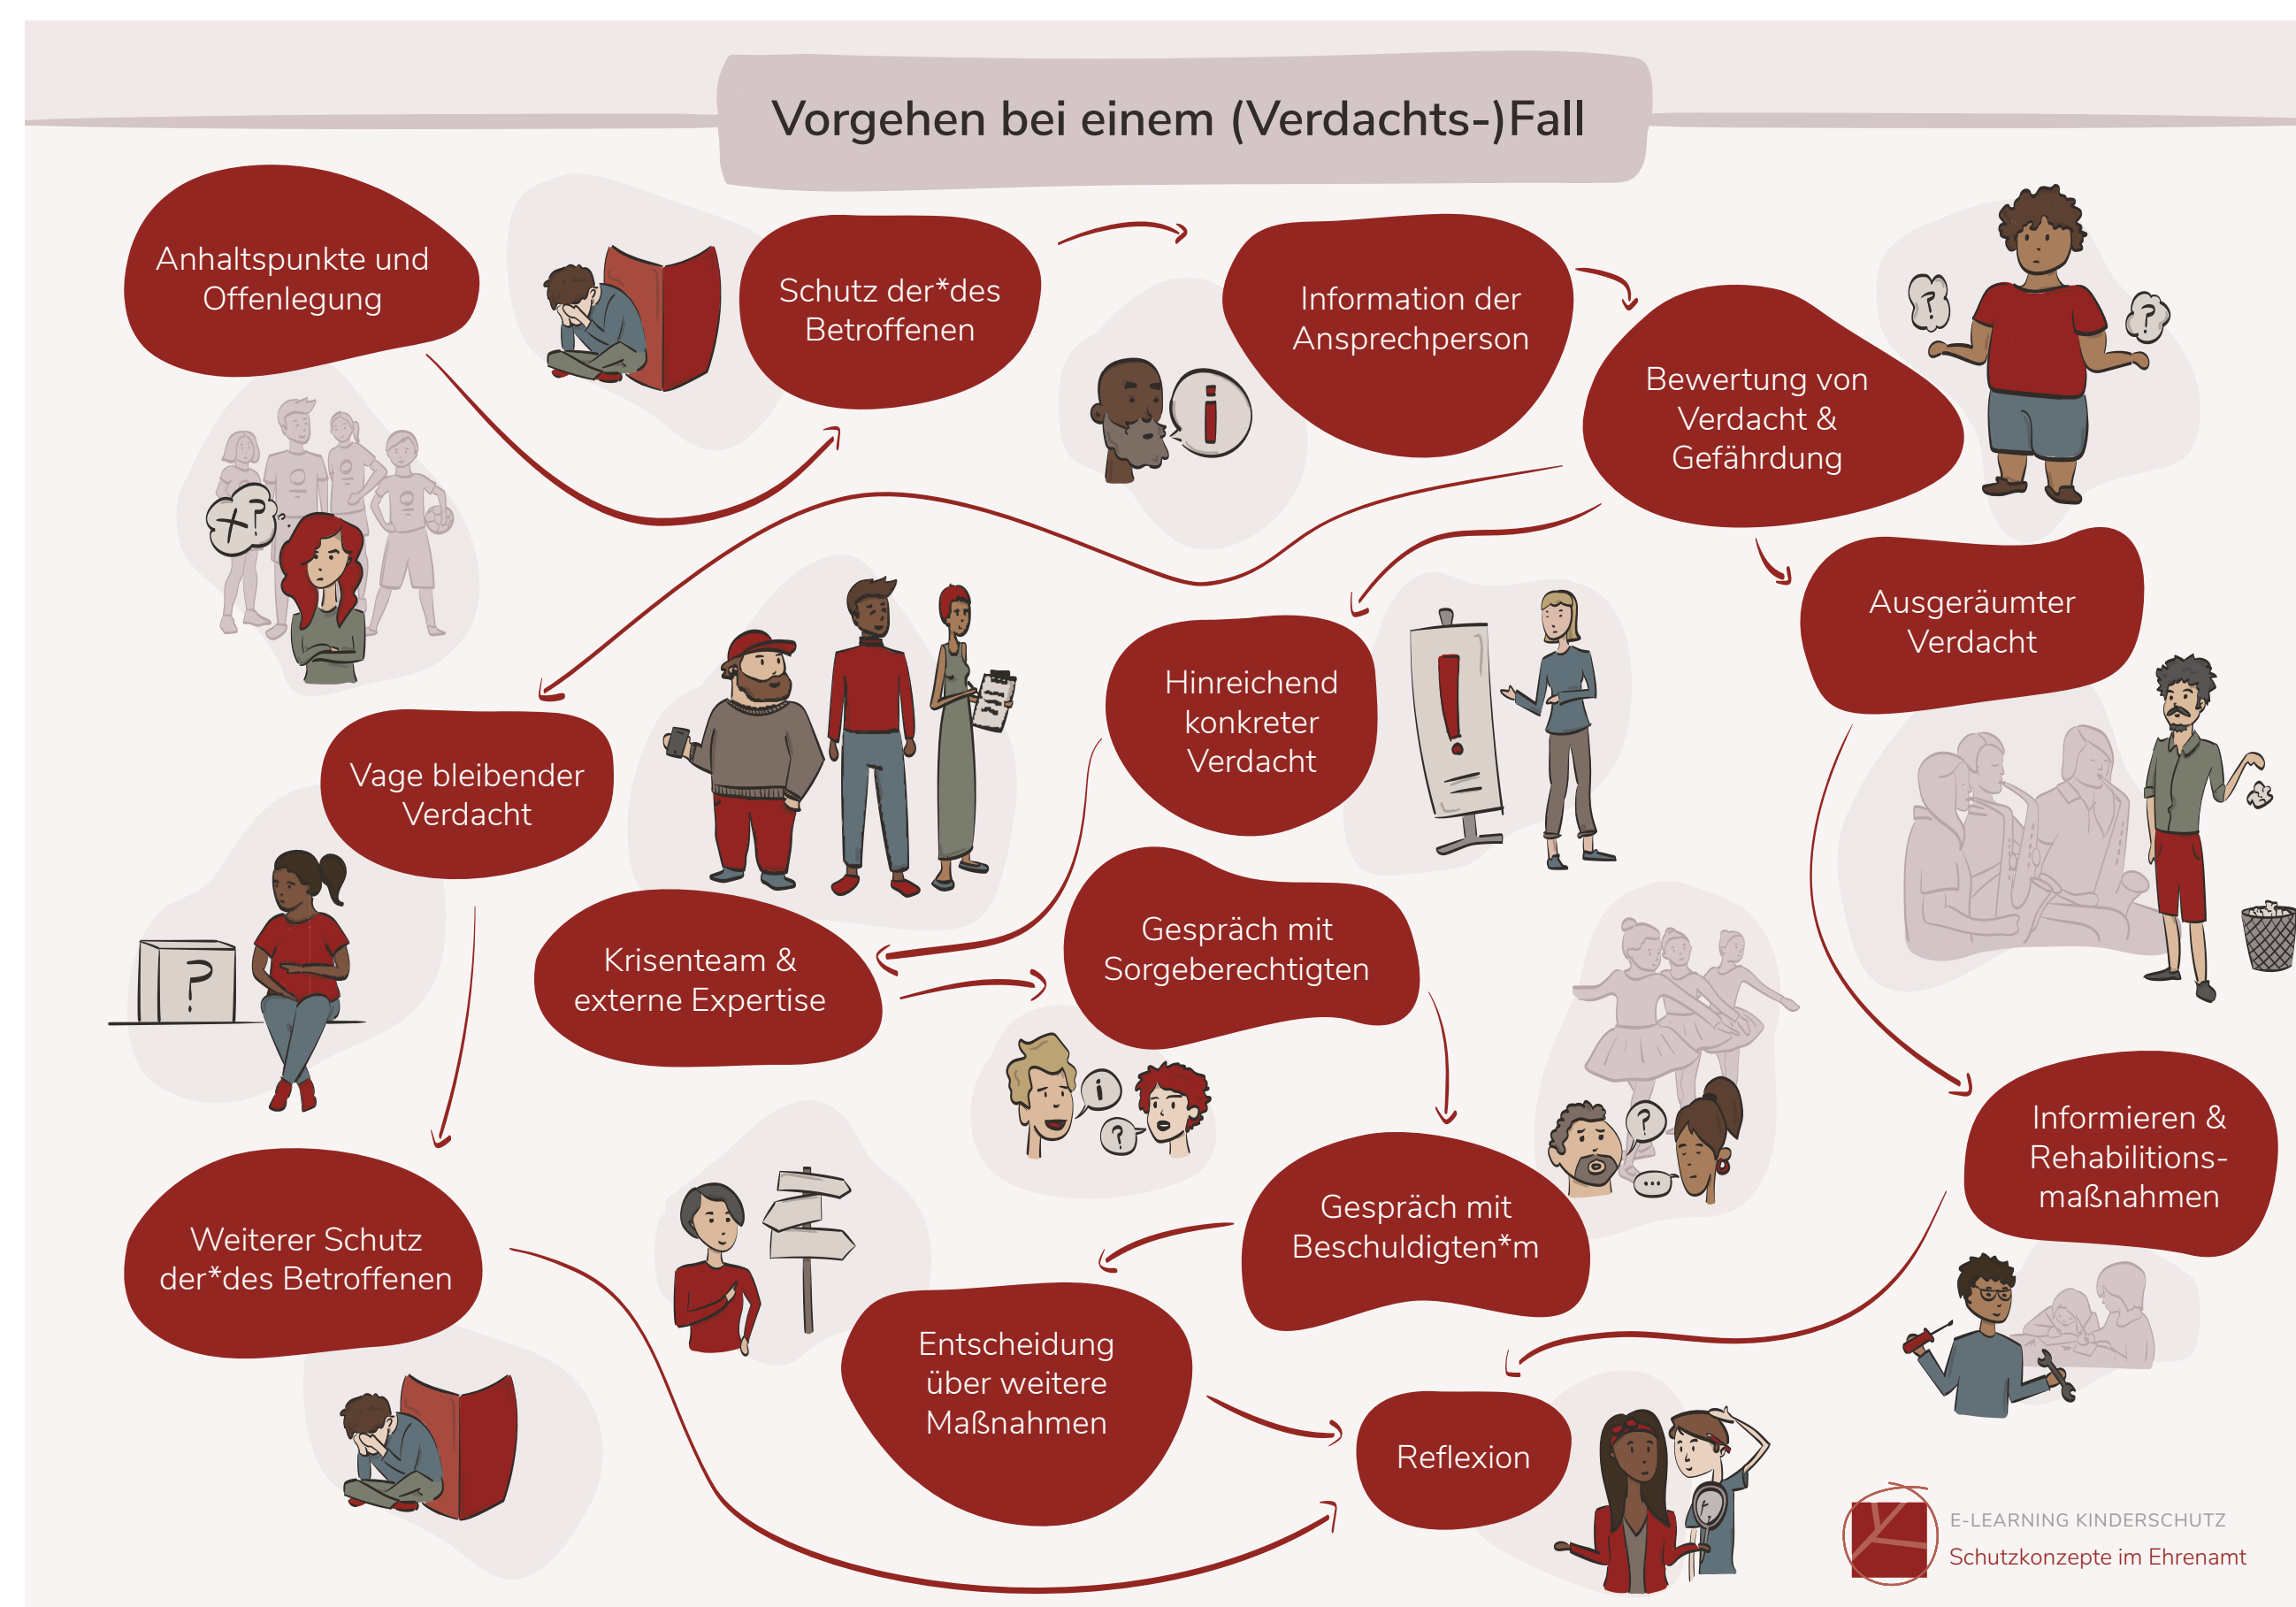 Vorgehen bei einem (Verdachts-)Fall
Anhaltspunkte und
Offenlegung
Schutz der*des
Betroffenen
Information der
Ansprechperson
i
Bewertung von
Verdacht &
Gefährdung
?
?
+?
Ausgeräumter
Verdacht
Hinreichend
konkreter
Verdacht
!
Vage bleibender
Verdacht
?
Krisenteam &
externe Expertise
Gespräch mit
Sorgeberechtigten
i
?
Gespräch mit
Beschuldigten*m
?
...
Informieren &
Rehabilitions-
maßnahmen
Weiterer Schutz
der*des Betroffenen
Entscheidung
über weitere
Maßnahmen
Reflexion
E-LEARNING KINDERSCHUTZ
Schutzkonzepte im Ehrenamt